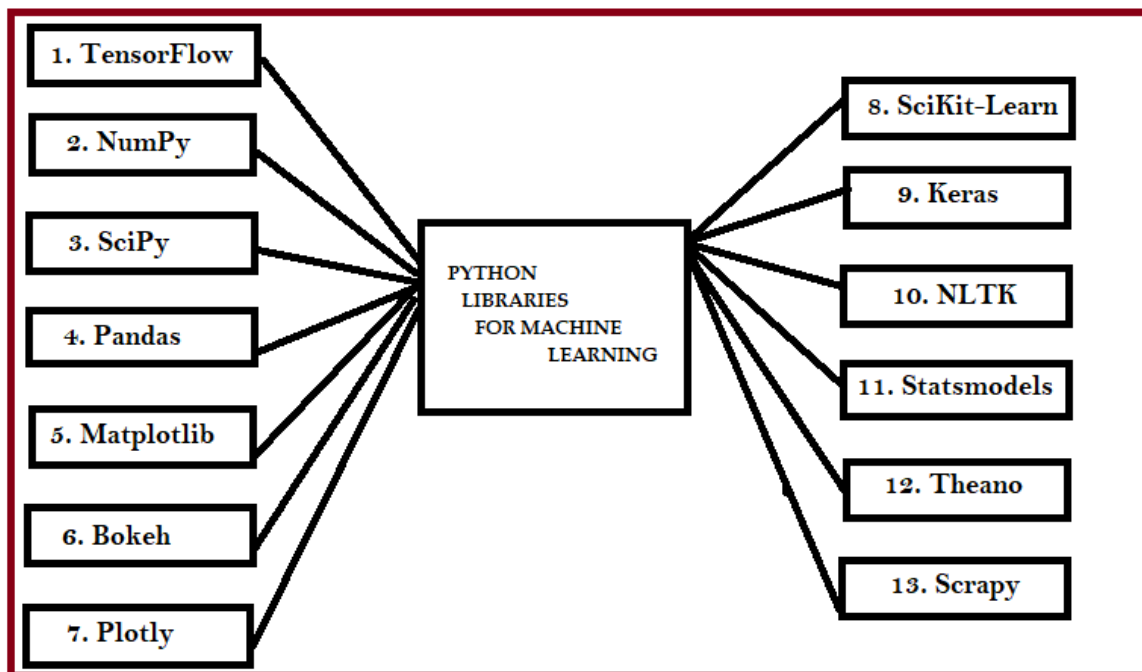 1. TensorFlow
2. NumPy
3. SciPy
4. Pandas
5. Matplotlib
6. Bokeh
7. Plotly
PYTHON
LIBRARIES
FOR MACHINE
LEARNING
8. SciKit-Learn
9. Keras
10. NLTK
11. Statsmodels
12. Theano
13. Scrapy